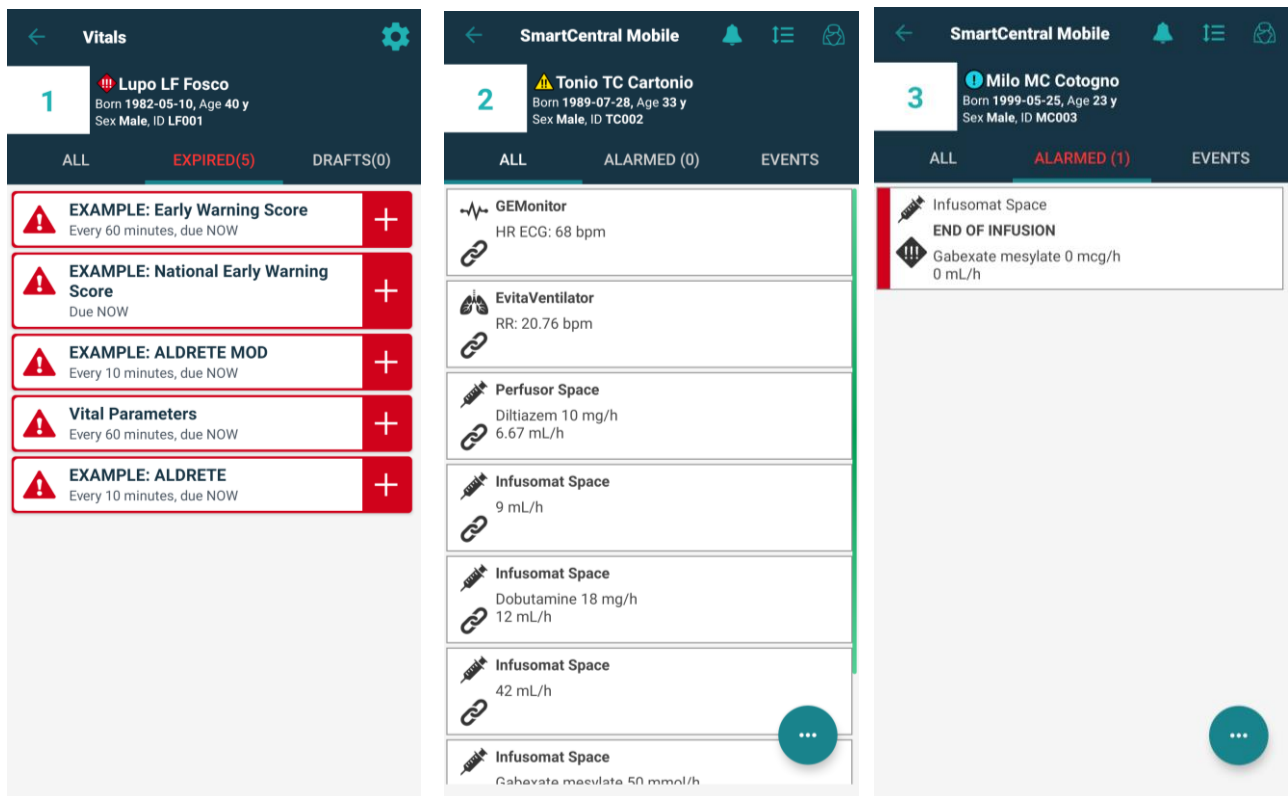 Vitals
1
Lupo LF Fosco
Born 1982-05-10, Age 40 y
Sex Male, ID LF001
ALL EXPIRED(5) DRAFTS(0)
EXAMPLE: Early Warning Score
Every 60 minutes, due NOW
EXAMPLE: National Early Warning
Score
Due NOW
EXAMPLE: ALDRETE MOD
Every 10 minutes, due NOW
Vital Parameters
Every 60 minutes, due NOW
EXAMPLE: ALDRETE
Every 10 minutes, due NOW
SmartCentral Mobile
2
Tonio TC Cartonio
Born 1989-07-28, Age 33 y
Sex Male, ID TC002
ALL ALARMED (0) EVENTS
GEMonitor
HR ECG: 68 bpm
EvitaVentilator
RR: 20.76 bpm
Perfusor Space
Diltiazem 10 mg/h
6.67 mL/h
Infusomat Space
9 mL/h
Infusomat Space
Dobutamine 18 mg/h
12 mL/h
Infusomat Space
42 mL/h
Infusomat Space
Gabexate mesylate 50 mmol/h
SmartCentral Mobile
3
Milo MC Cotogno
Born 1999-05-25, Age 23 y
Sex Male, ID MC003
ALL ALARMED (1) EVENTS
Infusomat Space
END OF INFUSION
Gabexate mesylate 0 mcg/h
0 mL/h